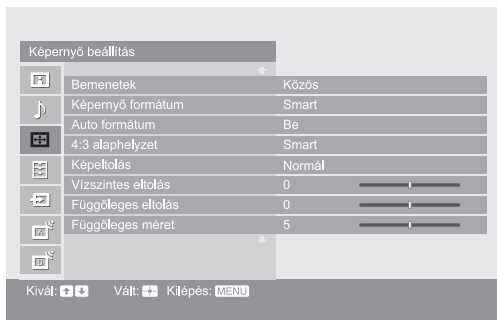 Képernyő beállítás
Bemenetek Közös
Képernyő formátum Smart
Auto formátum Be
4:3 alaphelyzet Smart
Képeltolás Normál
Vízszintes eltolás 0
Függőleges eltolás 0
Függőleges méret 5
Kivál: Vált: Kilépés: MENU